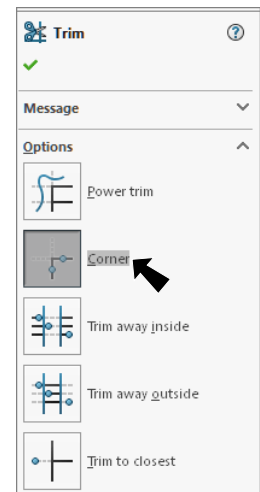 Trim
Message
Options
Power trim
Corner
Trim away inside
Trim away outside
Trim to closest